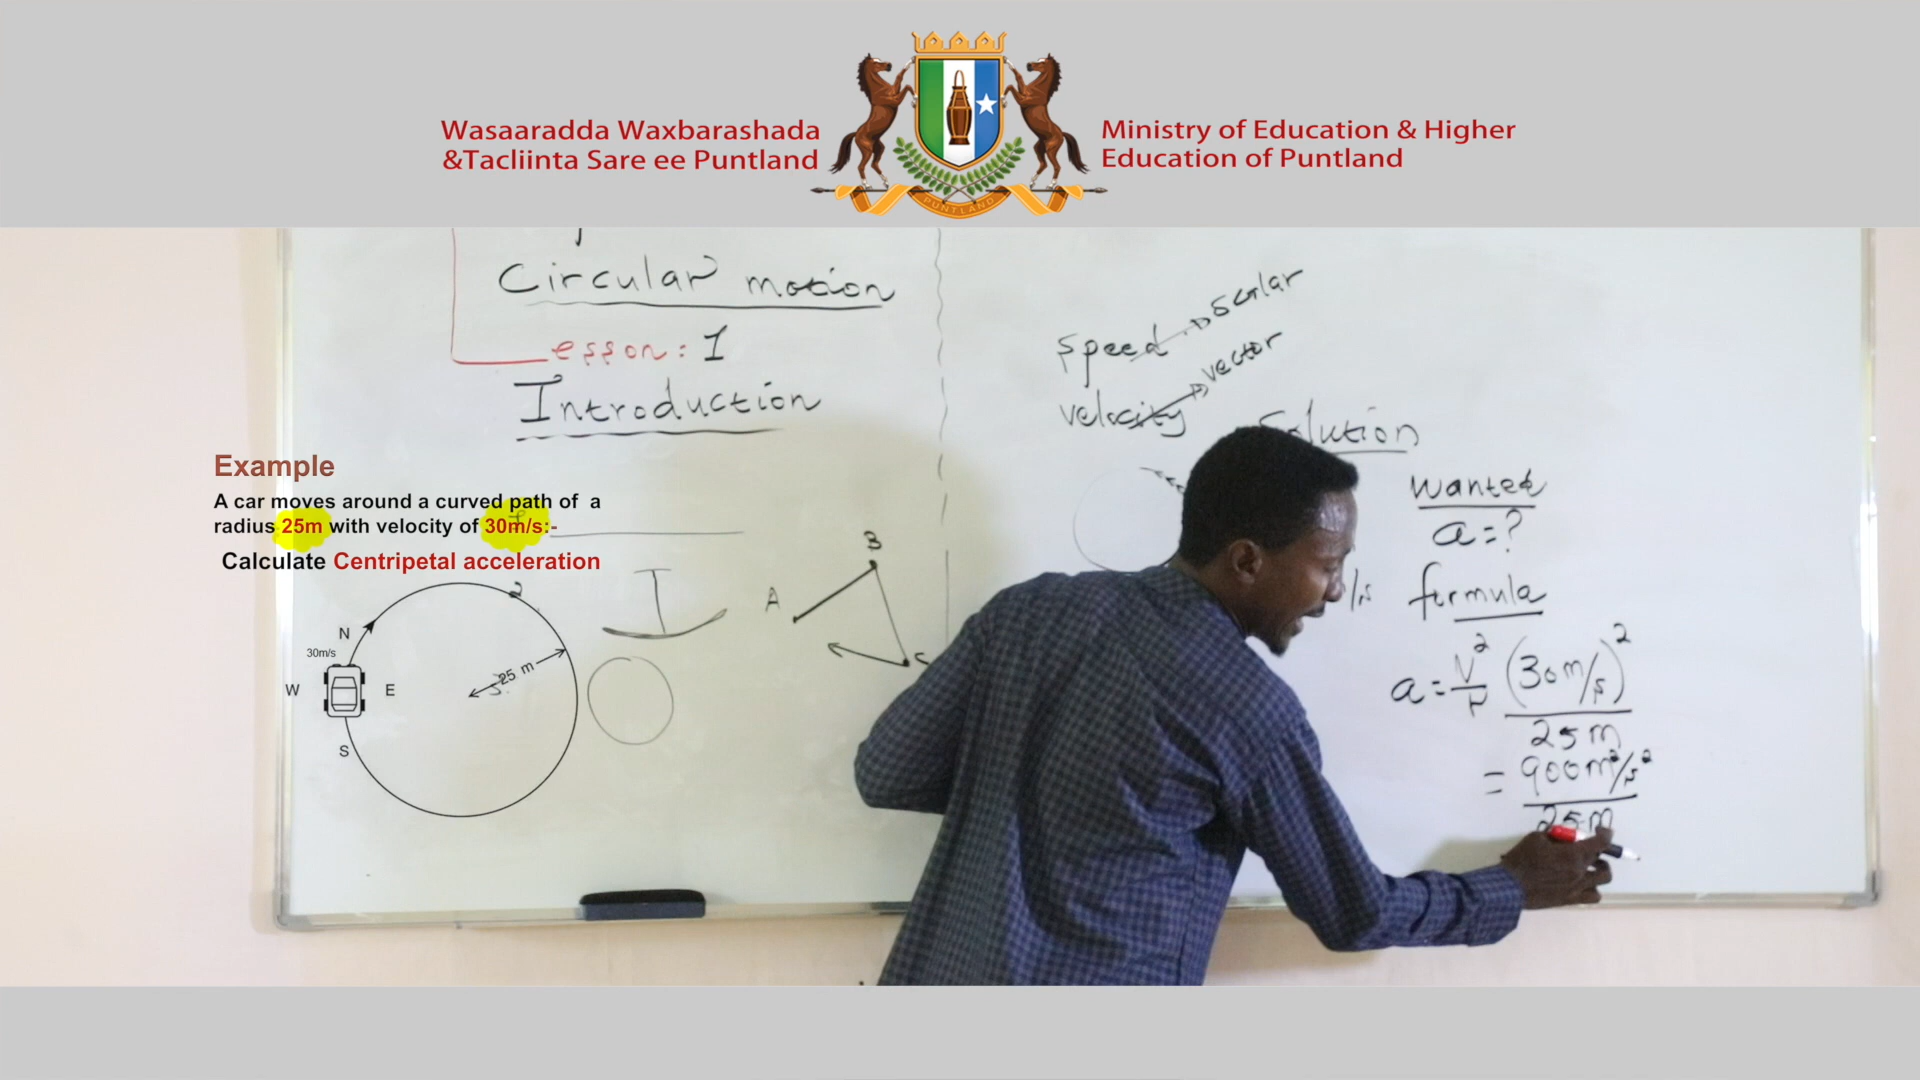 Wasaaradda Waxbarashada
&Tacliinta Sare ee Puntland
Ministry of Education & Higher
Education of Puntland
PUNTLAND
Circular motion
esson: 1
Introduction
Example
A car moves around a curved path of a
radius 25m with velocity of 30m/s:-
Calculate Centripetal acceleration
N
30m/s
W
E
S
25 m
2
A
B
C
Speed → Scalar
velocity → vector
Solution
Wanted
a=?
/s
formula
a = V²/r (30m/s)²
25m
= 900m²/s²
25m